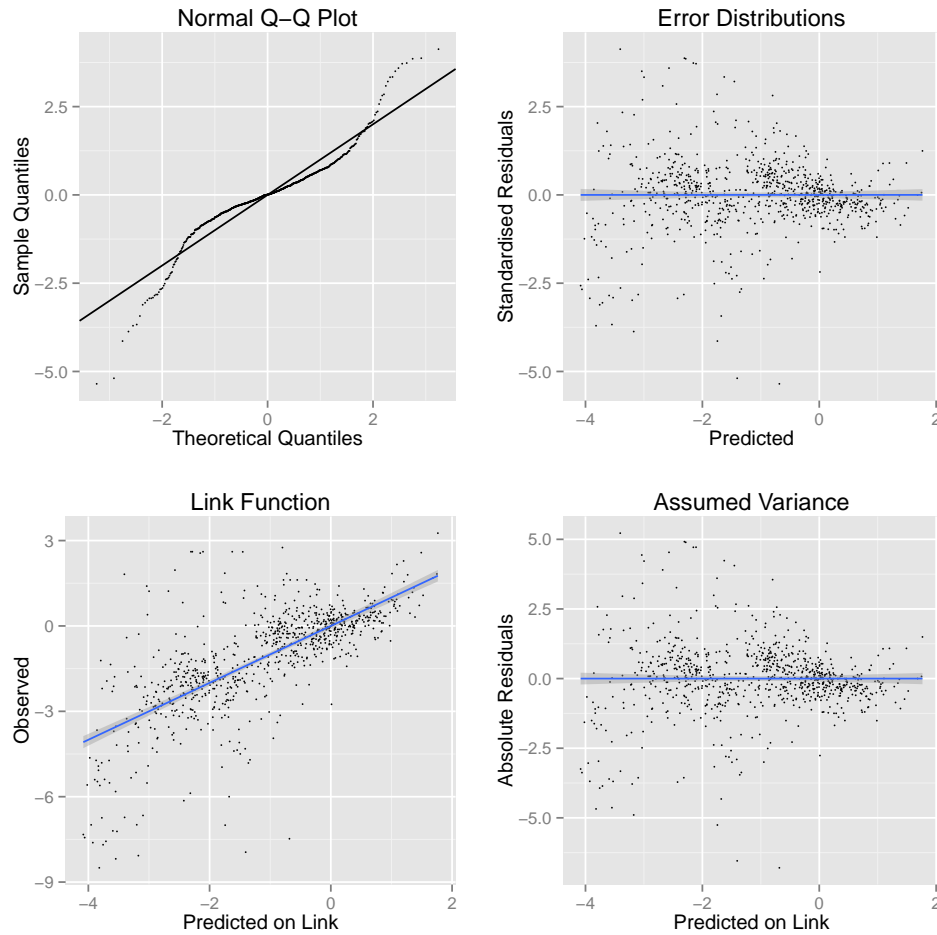 Normal Q−Q Plot
2.5
0.0
−2.5
−5.0
Sample Quantiles
−2
0
2
Theoretical Quantiles
Error Distributions
2.5
0.0
−2.5
−5.0
Standardised Residuals
−4
−2
0
2
Predicted
Link Function
3
0
−3
−6
−9
Observed
−4
−2
0
2
Predicted on Link
Assumed Variance
5.0
2.5
0.0
−2.5
−5.0
Absolute Residuals
−4
−2
0
2
Predicted on Link